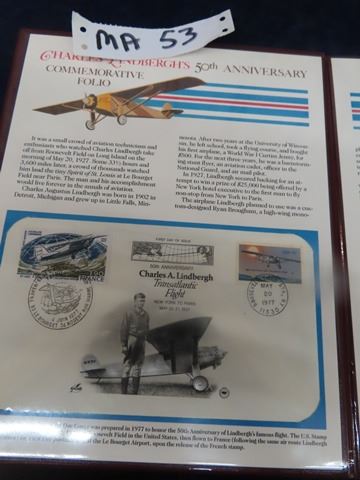 MA 53
CHARLES LINDBERGH'S 50th ANNIVERSARY
COMMEMORATIVE
FOLIO
It was a small crowd of aviation technicians and
enthusiasts who watched Charles Lindbergh take
off from Roosevelt Field on Long Island on the
morning of May 20, 1927. Some 33½ hours and
3,600 miles later, a crowd of thousands watched
him land the tiny Spirit of St. Louis at Le Bourget
Field near Paris. The man and his accomplishment
would live forever in the annals of aviation.
Charles Augustus Lindbergh was born in 1902 in
Detroit, Michigan and grew up in Little Falls, Min-
nesota. After two years at the University of Wiscon-
sin, he left school, took a flying course, and bought
his first airplane, a World War I Curtiss Jenny, for
$500. For the next three years, he was a barnstorm-
ing stunt flyer, an aviation cadet, officer in the
National Guard, and air mail pilot.
In 1927, Lindbergh secured backing for an at-
tempt to win a prize of $25,000 being offered by a
New York hotel executive to the first man to fly
non-stop from New York to Paris.
The airplane Lindbergh planned to use was a cus-
tom-designed Ryan Brougham, a high-wing mono-
FIRST DAY OF ISSUE
50th ANNIVERSARY
Charles A. Lindbergh
Transatlantic
Flight
NEW YORK TO PARIS
MAY 20-21, 1927
1,90
FRANCE
4 JUIN 1977
LE BOURGET
MAY
20
1977
11530
Day Cover was prepared in 1977 to honor the 50th Anniversary of Lindbergh's famous flight. The U.S. Stamp
Roosevelt Field in the United States, then flown to France (following the same air route Lindbergh
the Le Bourget Airport, upon the release of the French stamp.